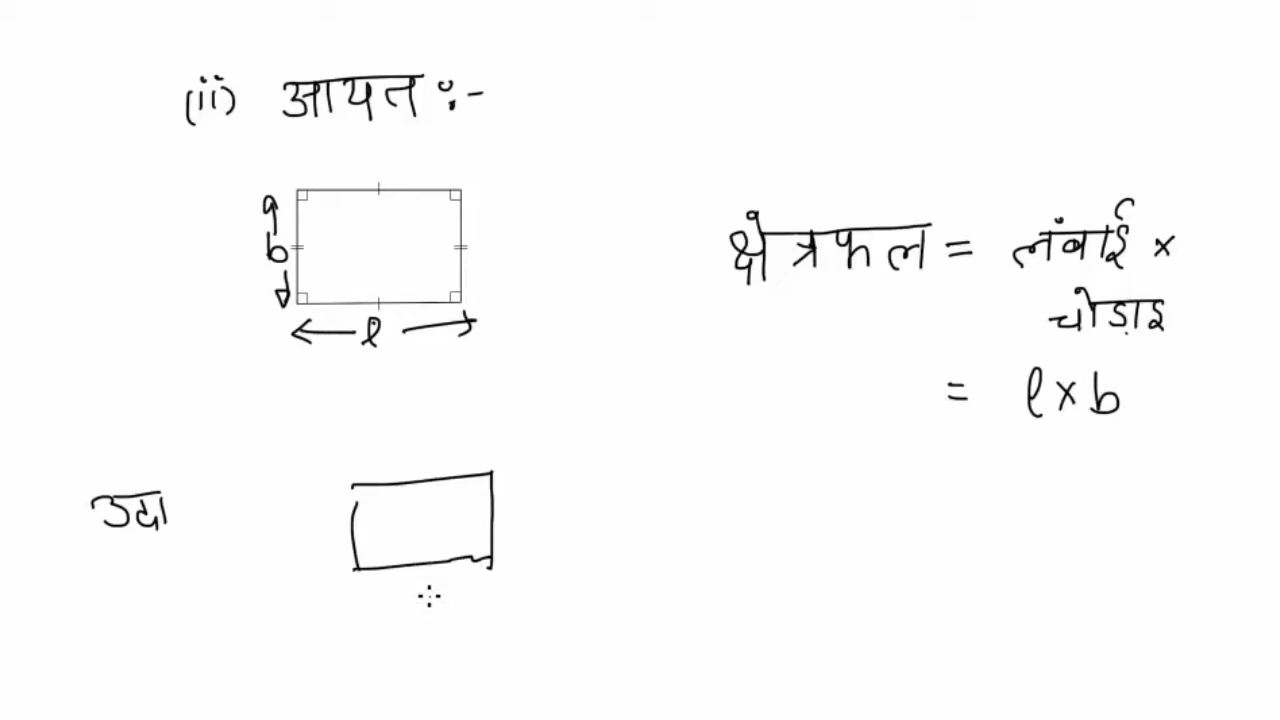 (ii) आयत :-
b
l
क्षेत्रफल = लंबाई ×
चोडाइ
= l × b
उदा